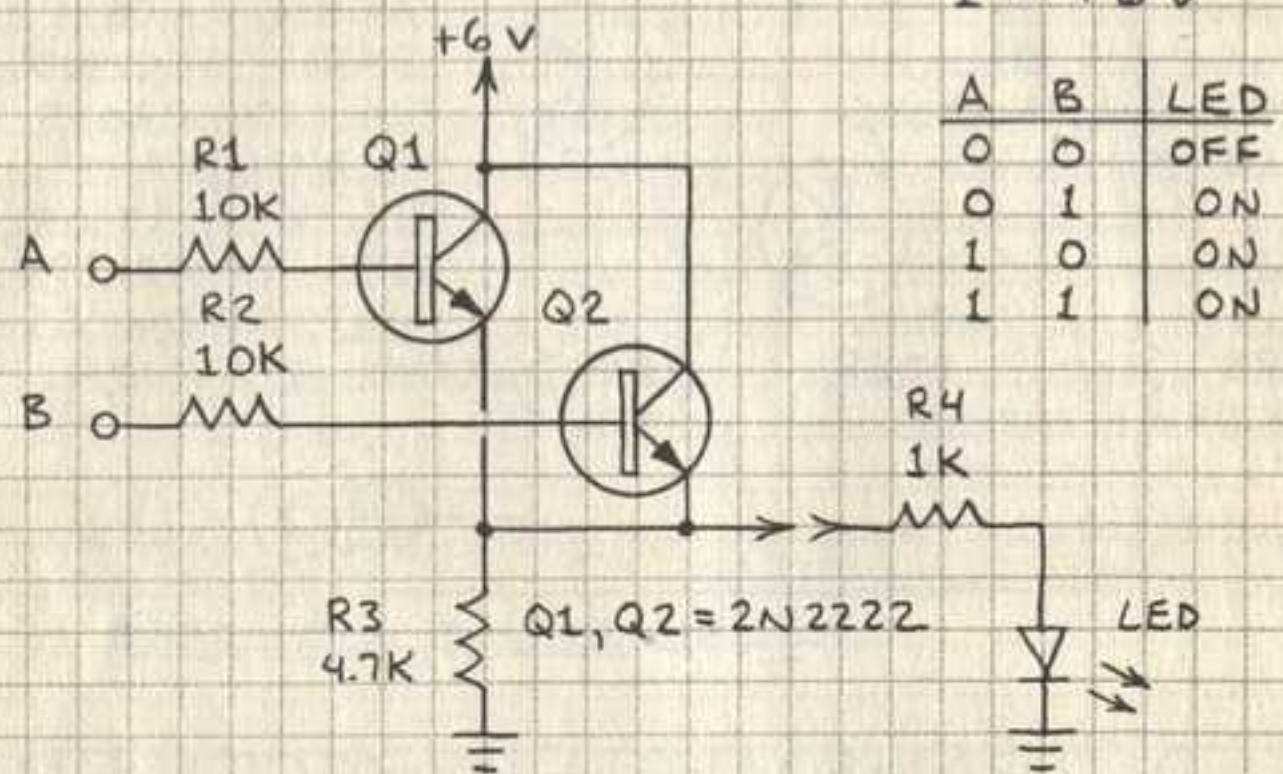 +6 V
A B LED
0 0 OFF
0 1 ON
1 0 ON
1 1 ON
R1
10K
Q1
A
R2
10K
Q2
B
R4
1K
R3
4.7K
Q1, Q2 = 2N2222
LED